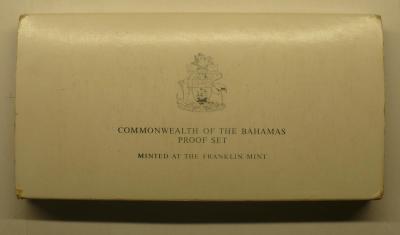 COMMONWEALTH OF THE BAHAMAS
PROOF SET
MINTED AT THE FRANKLIN MINT